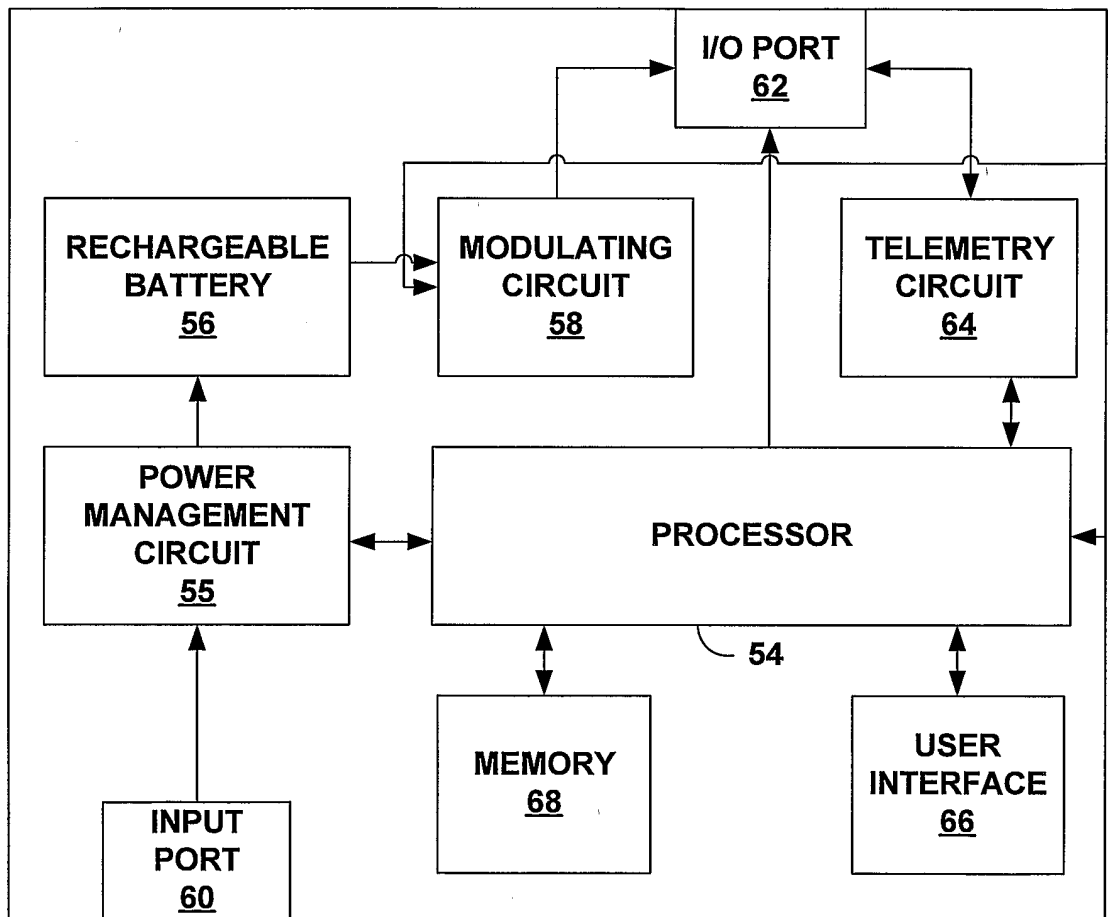 I/O PORT
62
RECHARGEABLE
BATTERY
56
MODULATING
CIRCUIT
58
TELEMETRY
CIRCUIT
64
POWER
MANAGEMENT
CIRCUIT
55
PROCESSOR
54
MEMORY
68
USER
INTERFACE
66
INPUT
PORT
60